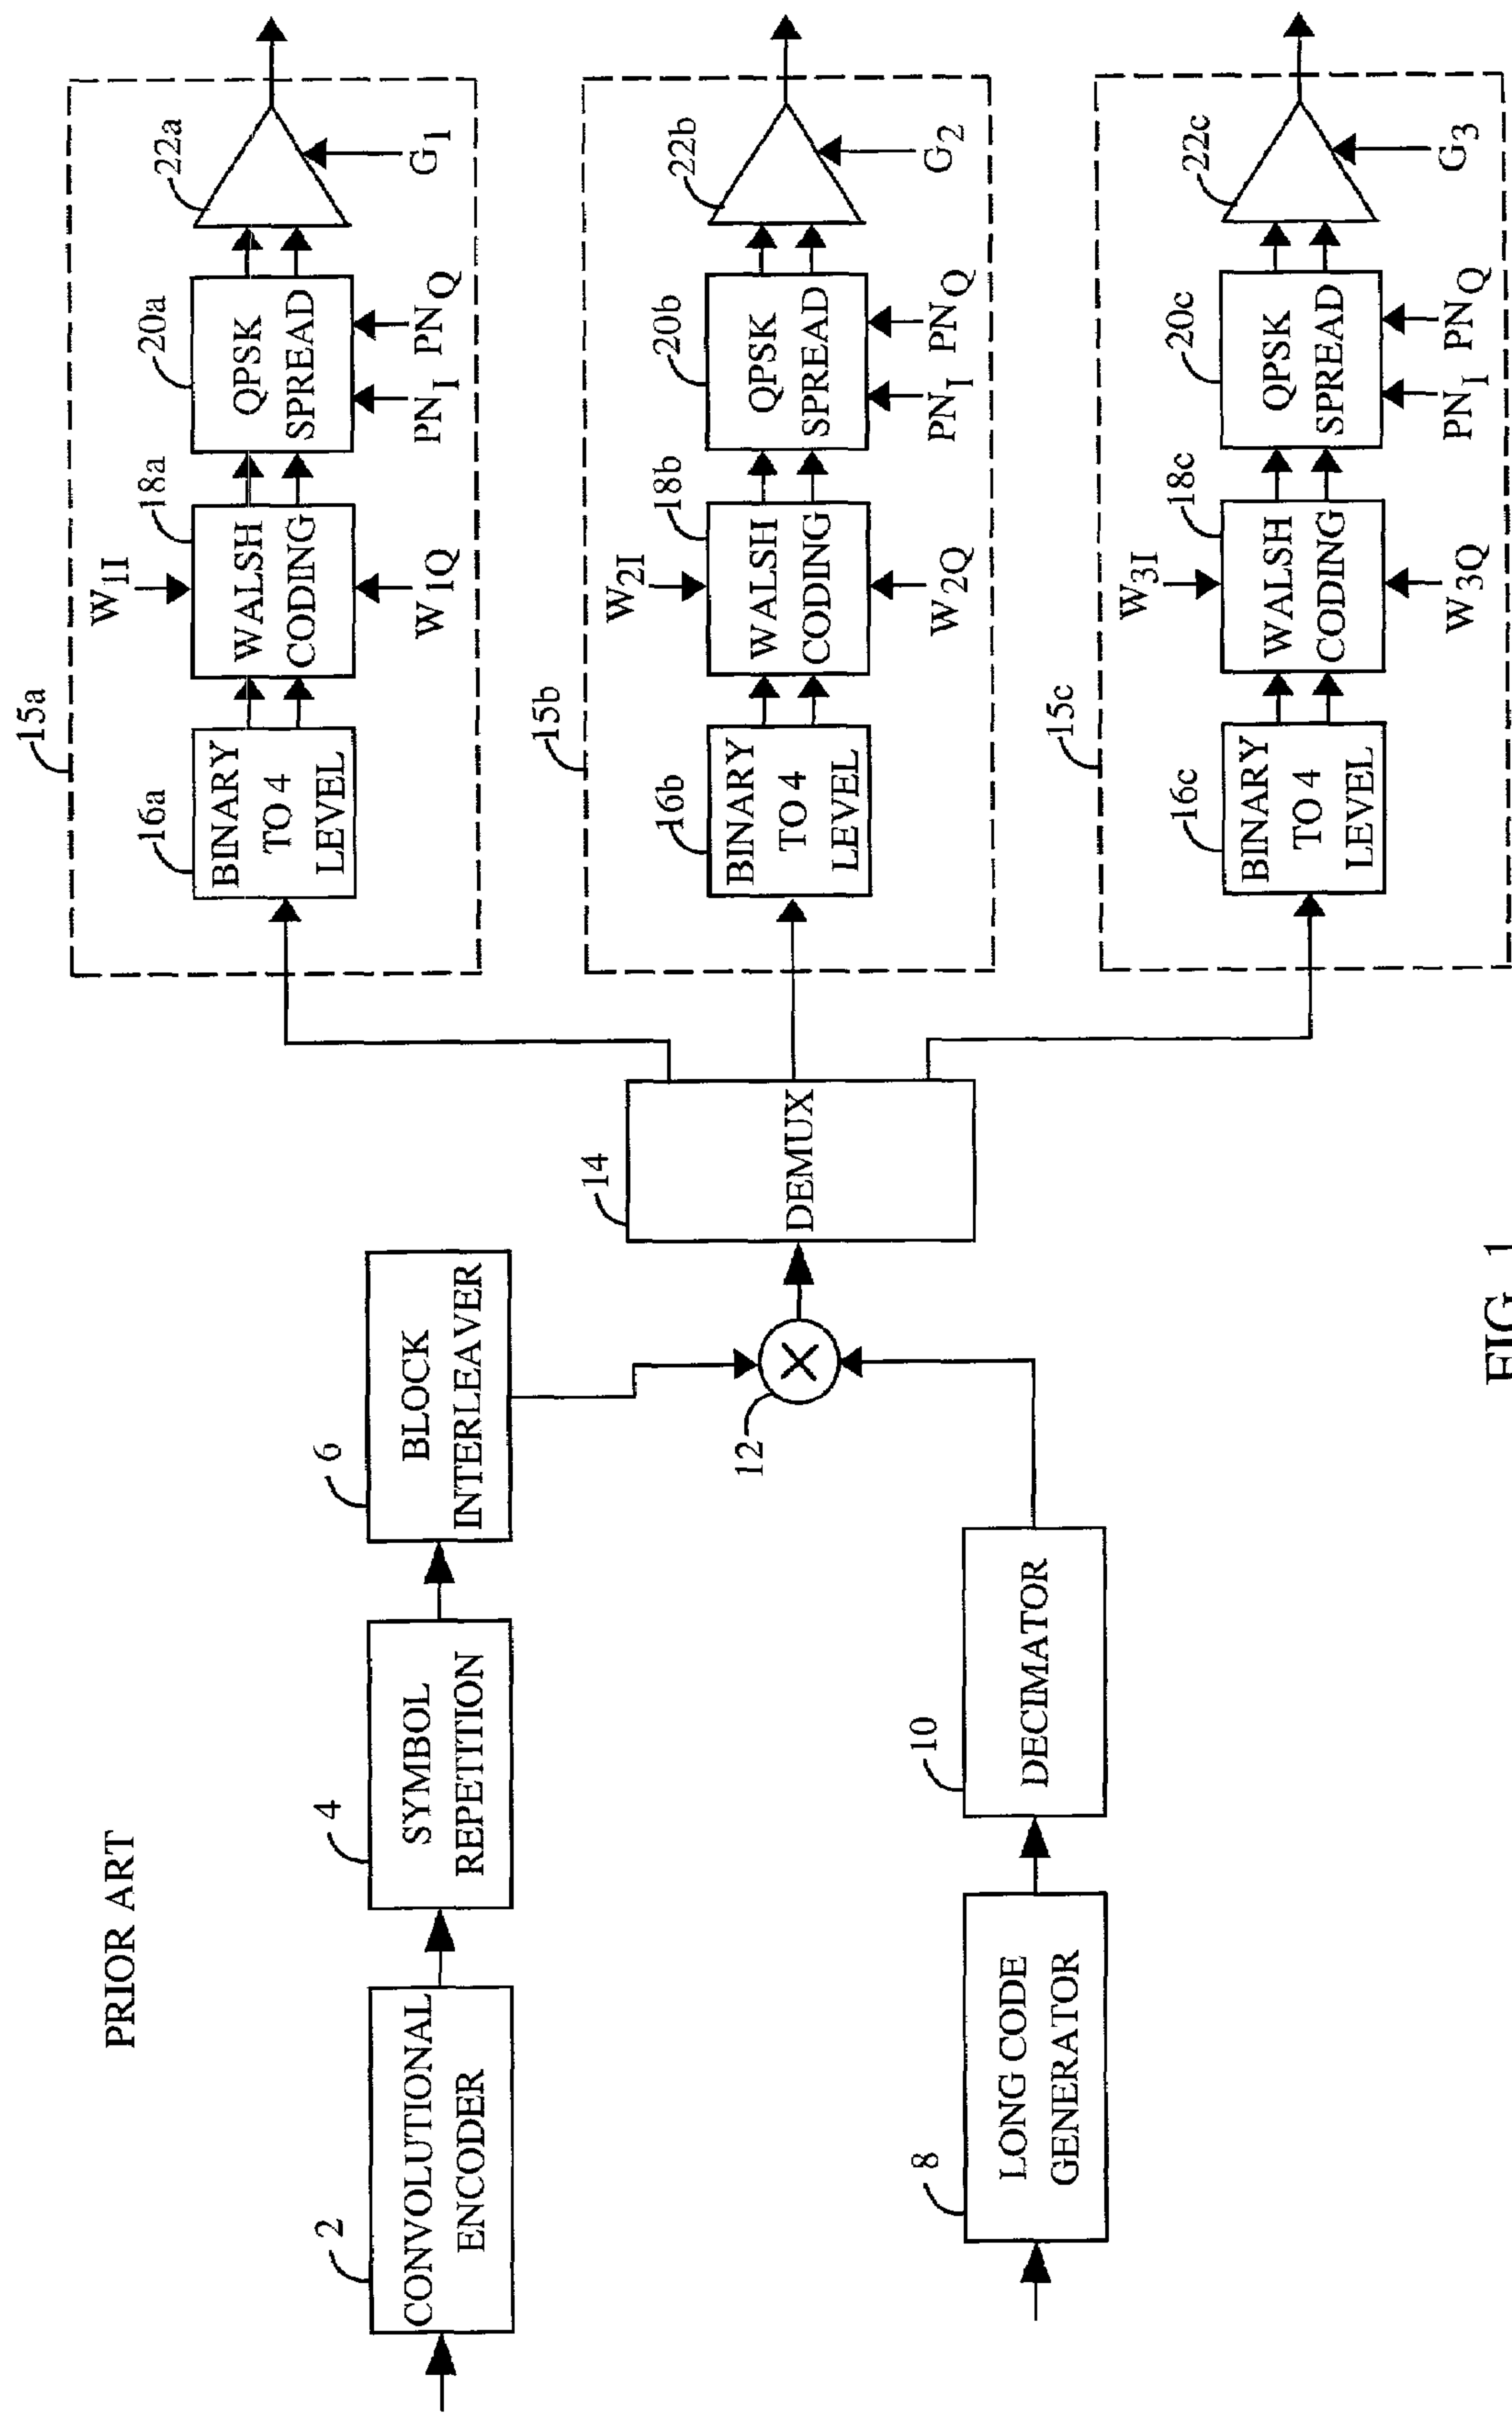 PRIOR ART
2
CONVOLUTIONAL
ENCODER
4
SYMBOL
REPETITION
6
BLOCK
INTERLEAVER
8
LONG CODE
GENERATOR
10
DECIMATOR
12
14
DEMUX
15a
16a
BINARY
TO 4
LEVEL
W1I
18a
WALSH
CODING
W1Q
20a
QPSK
SPREAD
PNI
PNQ
22a
G1
15b
16b
BINARY
TO 4
LEVEL
W2I
18b
WALSH
CODING
W2Q
20b
QPSK
SPREAD
PNI
PNQ
22b
G2
15c
16c
BINARY
TO 4
LEVEL
W3I
18c
WALSH
CODING
W3Q
20c
QPSK
SPREAD
PNI
PNQ
22c
G3
FIG. 1